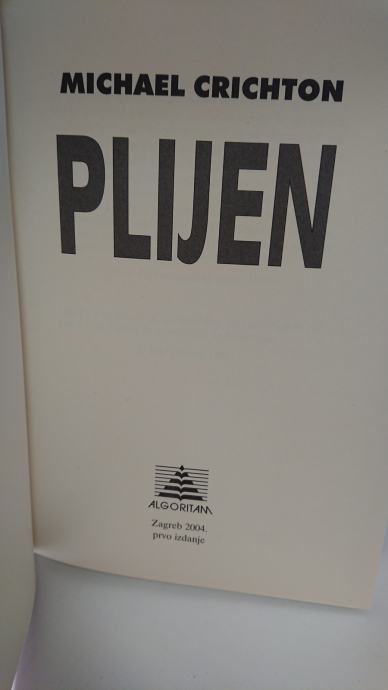 MICHAEL CRICHTON
PLIJEN
ALGORITAM
Zagreb 2004.
prvo izdanje